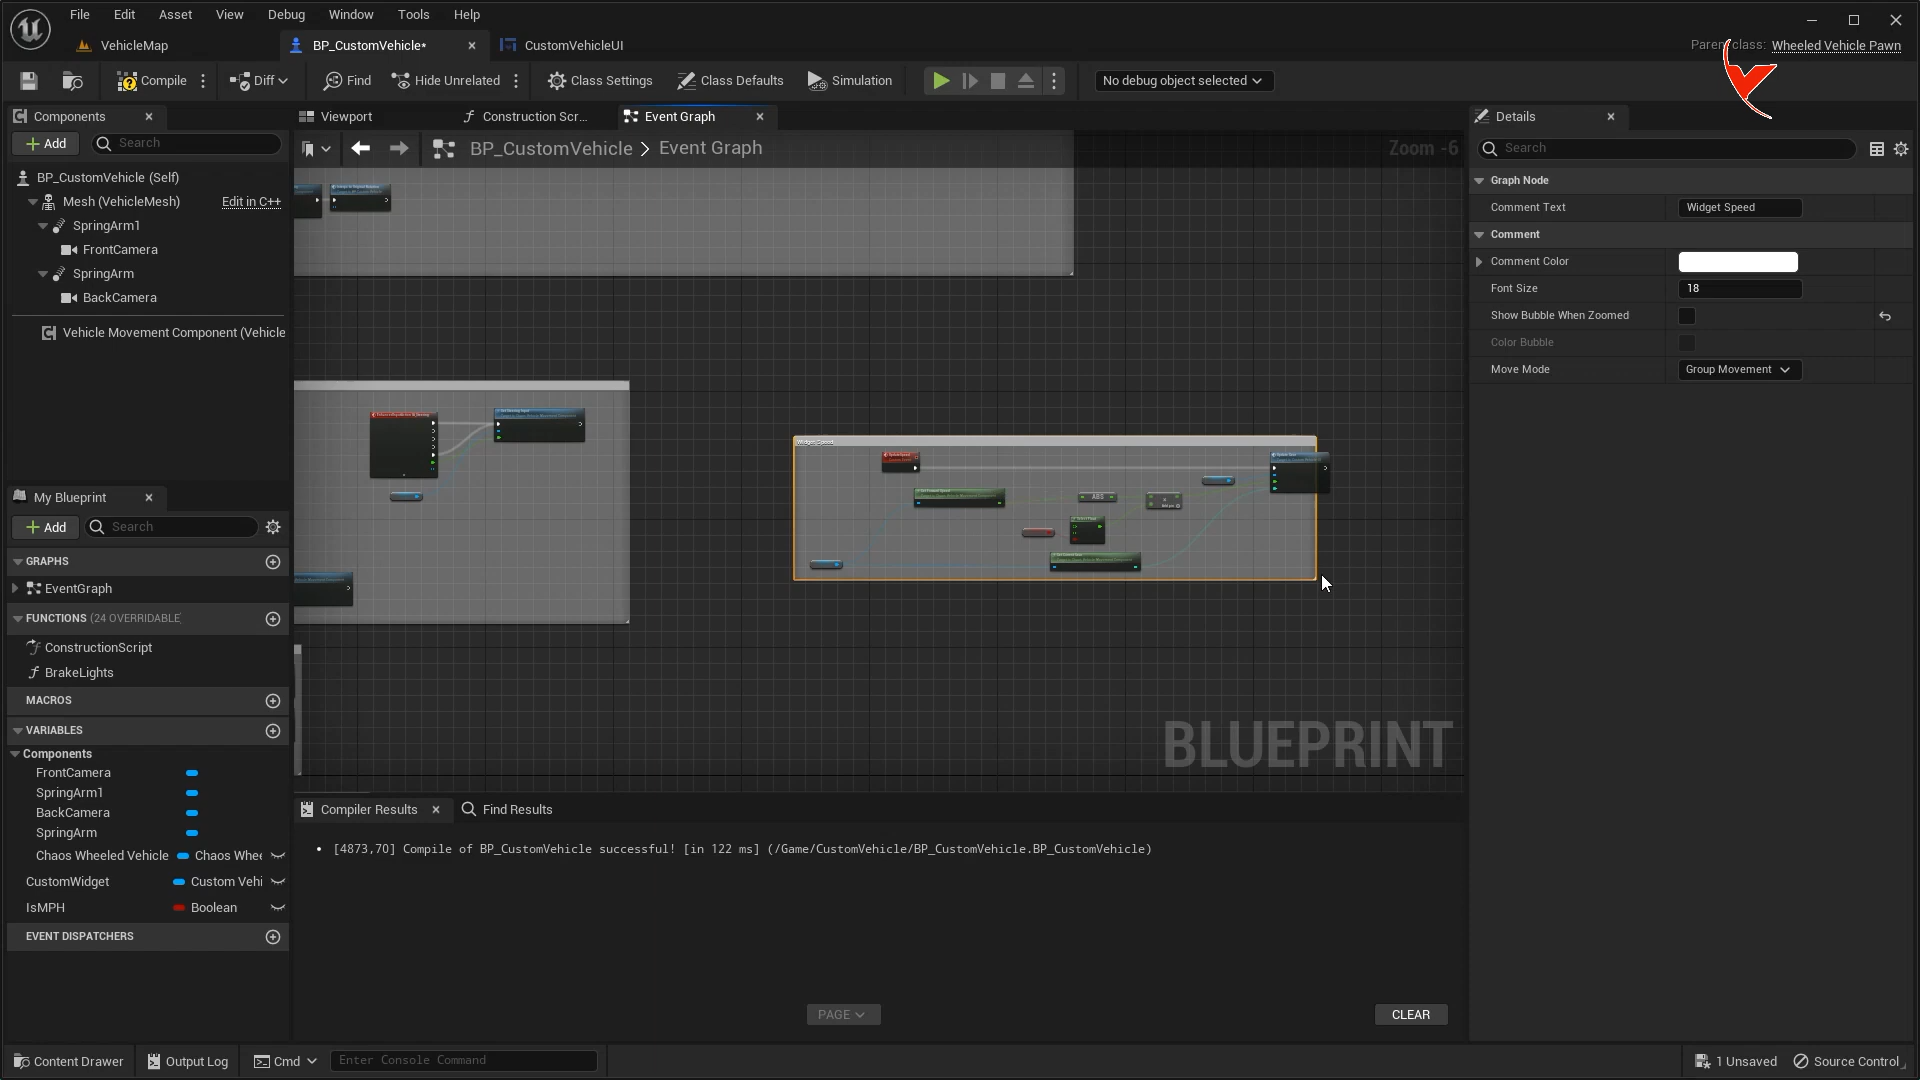 File Edit Asset View Debug Window Tools Help
VehicleMap BP_CustomVehicle* CustomVehicleUI
Parent class: Wheeled Vehicle Pawn
Compile Diff Find Hide Unrelated Class Settings Class Defaults Simulation No debug object selected
Components
Viewport Construction Scr... Event Graph
Details
Add Search
BP_CustomVehicle > Event Graph Zoom -6
Search
BP_CustomVehicle (Self)
Mesh (VehicleMesh) Edit in C++
SpringArm1
FrontCamera
SpringArm
BackCamera
Vehicle Movement Component (Vehicle
Graph Node
Comment Text Widget Speed
Comment
Comment Color
Font Size 18
Show Bubble When Zoomed
Color Bubble
Move Mode Group Movement
Widget Speed
ABS
BLUEPRINT
My Blueprint
Add Search
GRAPHS
EventGraph
FUNCTIONS (24 OVERRIDABLE)
ConstructionScript
BrakeLights
MACROS
VARIABLES
Components
FrontCamera
SpringArm1
BackCamera
SpringArm
Chaos Wheeled Vehicle Chaos Whee
CustomWidget Custom Vehi
IsMPH Boolean
EVENT DISPATCHERS
Compiler Results Find Results
• [4873,70] Compile of BP_CustomVehicle successful! [in 122 ms] (/Game/CustomVehicle/BP_CustomVehicle.BP_CustomVehicle)
PAGE CLEAR
Content Drawer Output Log Cmd Enter Console Command 1 Unsaved Source Control